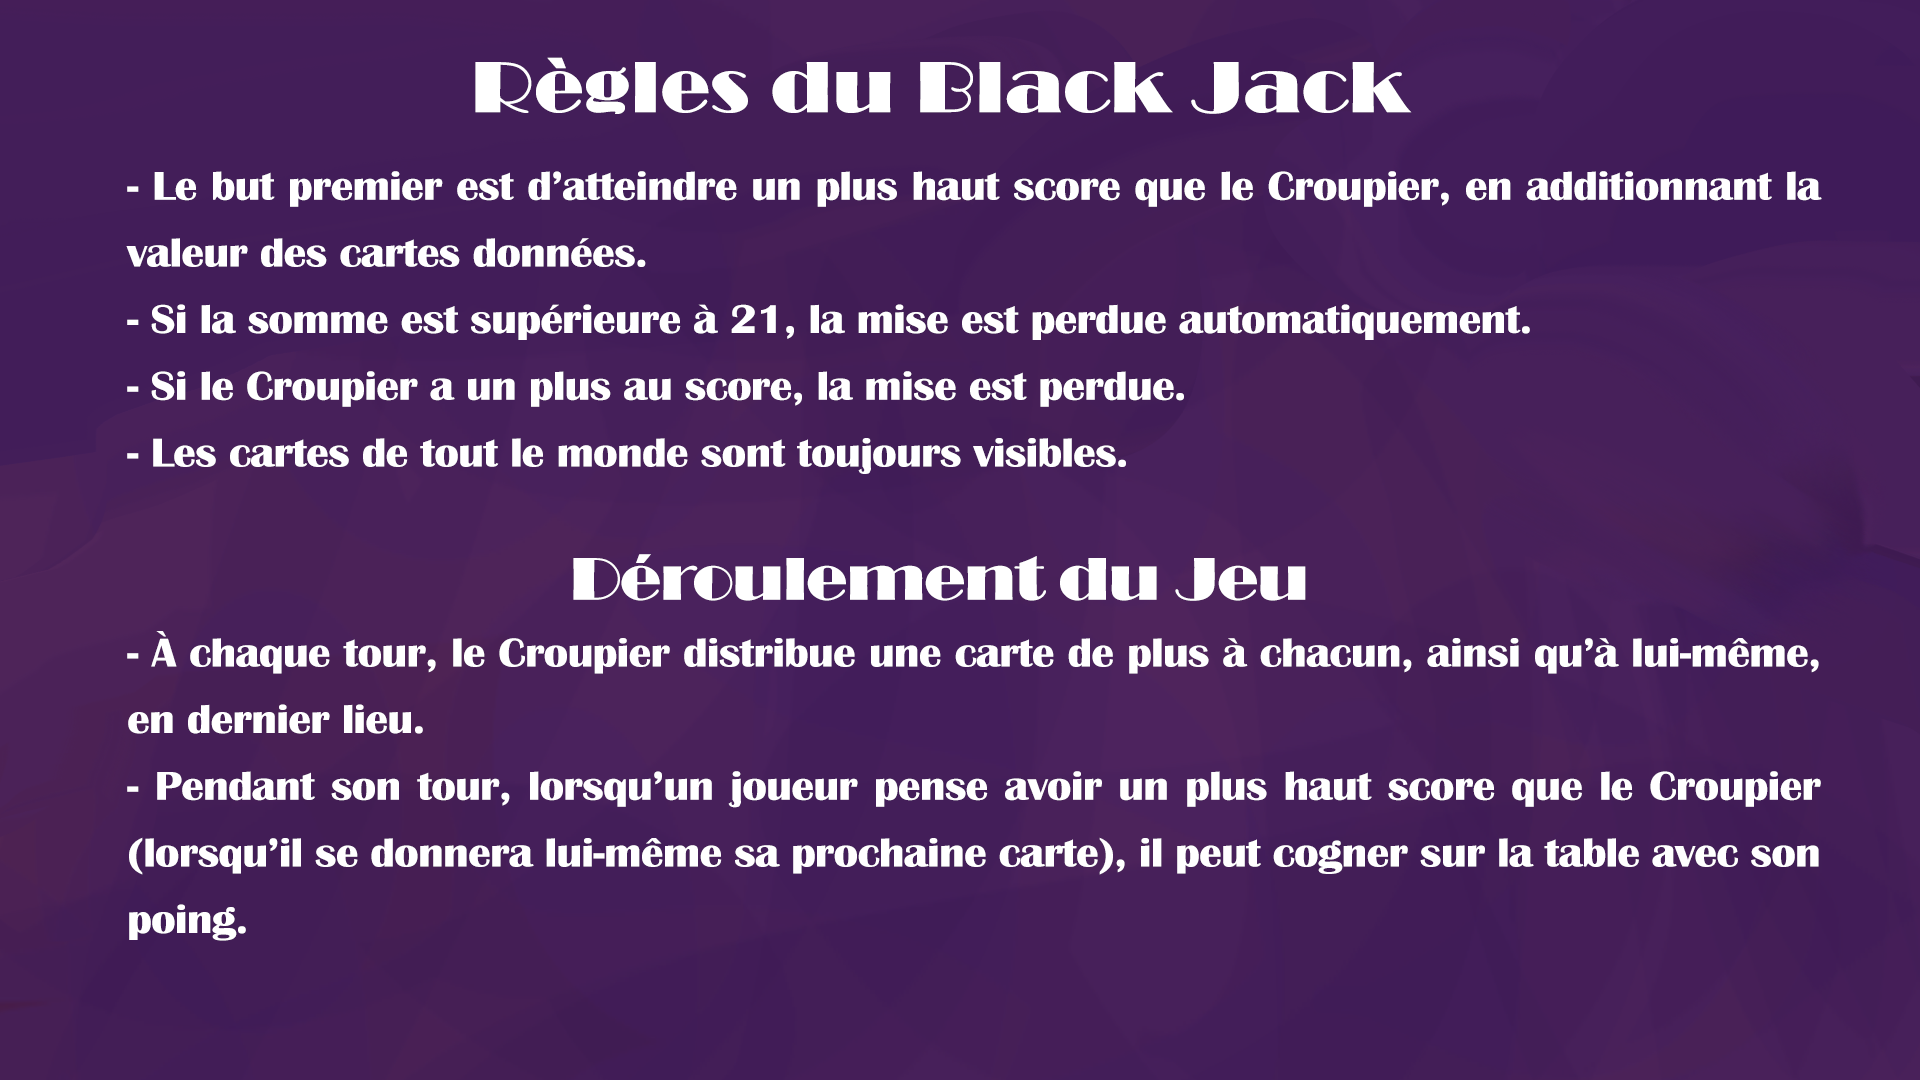 Règles du Black Jack
- Le but premier est d’atteindre un plus haut score que le Croupier, en additionnant la
valeur des cartes données.
- Si la somme est supérieure à 21, la mise est perdue automatiquement.
- Si le Croupier a un plus au score, la mise est perdue.
- Les cartes de tout le monde sont toujours visibles.
Déroulement du Jeu
- À chaque tour, le Croupier distribue une carte de plus à chacun, ainsi qu’à lui-même,
en dernier lieu.
- Pendant son tour, lorsqu’un joueur pense avoir un plus haut score que le Croupier
(lorsqu’il se donnera lui-même sa prochaine carte), il peut cogner sur la table avec son
poing.